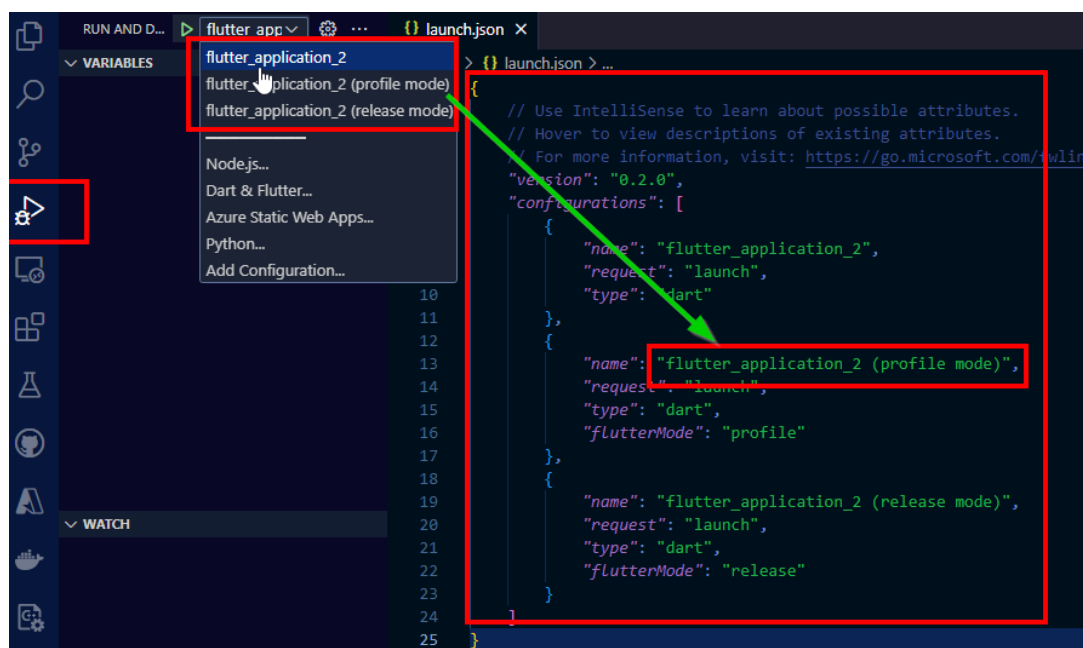 RUN AND D...
flutter app
launch.json
VARIABLES
flutter_application_2
flutter_application_2 (profile mode)
flutter_application_2 (release mode)
Node.js...
Dart & Flutter...
Azure Static Web Apps...
Python...
Add Configuration...
WATCH
{} launch.json > ...
{
// Use IntelliSense to learn about possible attributes.
// Hover to view descriptions of existing attributes.
// For more information, visit: https://go.microsoft.com/fwlin
"version": "0.2.0",
"configurations": [
{
"name": "flutter_application_2",
"request": "launch",
10 "type": "dart"
11 },
12 {
13 "name": "flutter_application_2 (profile mode)",
14 "request": "launch",
15 "type": "dart",
16 "flutterMode": "profile"
17 },
18 {
19 "name": "flutter_application_2 (release mode)",
20 "request": "launch",
21 "type": "dart",
22 "flutterMode": "release"
23 }
24 ]
25 }